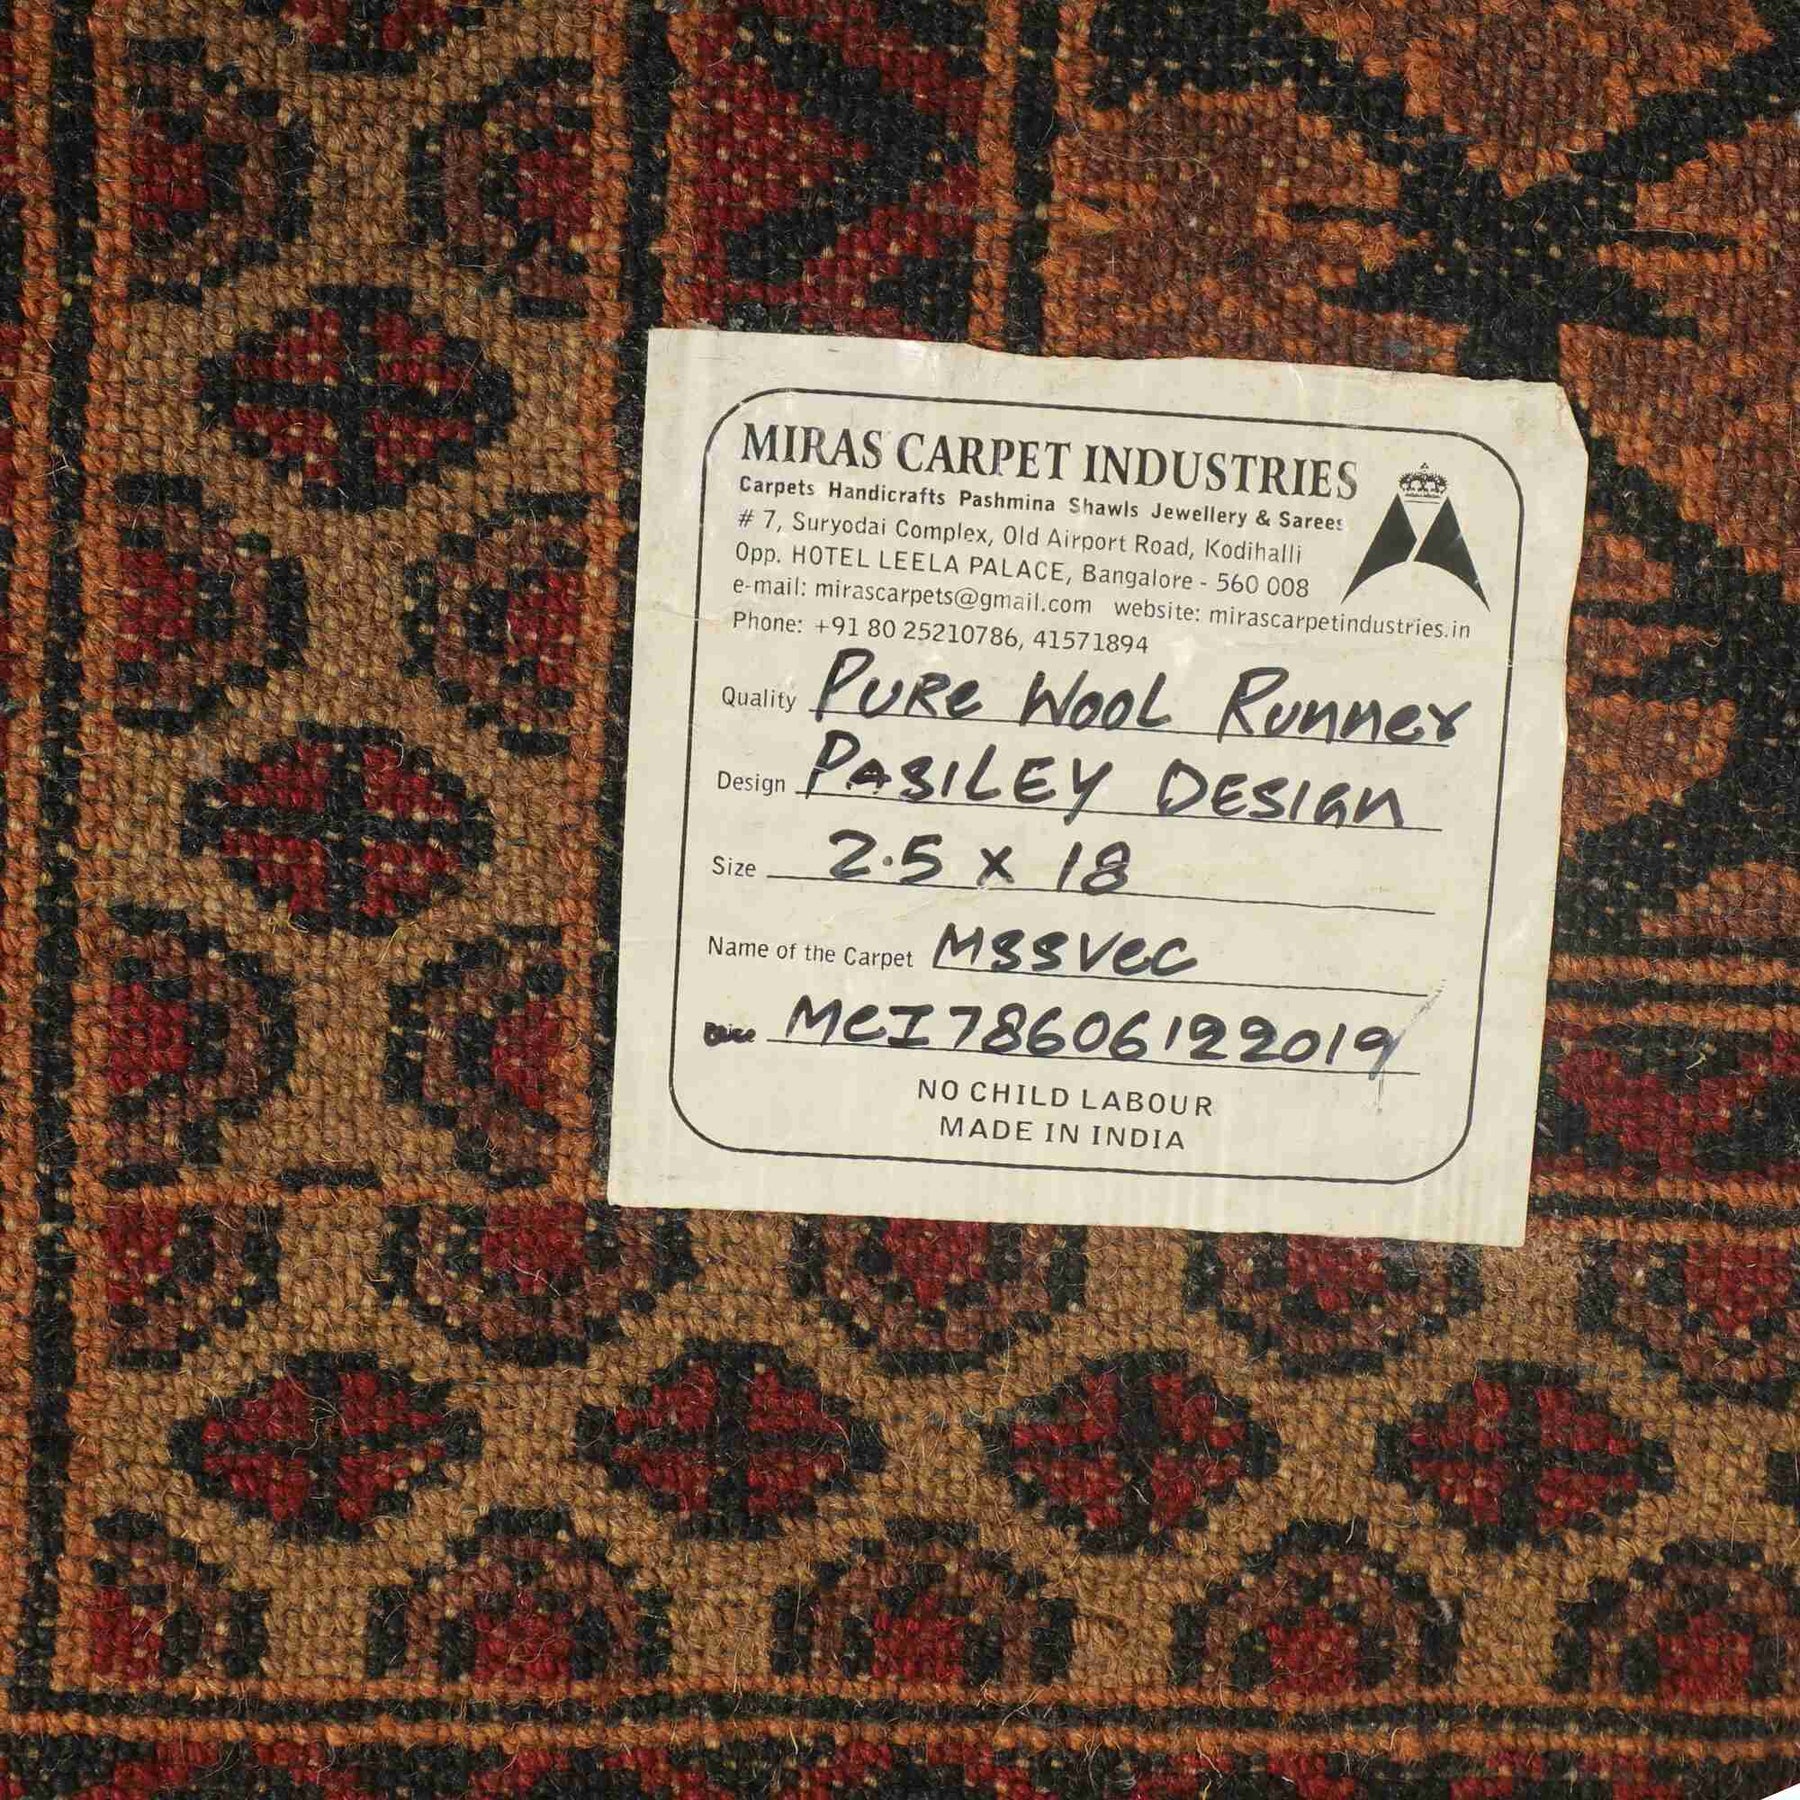 MIRAS CARPET INDUSTRIES
Carpets Handicrafts Pashmina Shawls Jewellery & Sarees
# 7, Suryodai Complex, Old Airport Road, Kodihalli
Opp. HOTEL LEELA PALACE, Bangalore - 560 008
e-mail: mirascarpets@gmail.com website: mirascarpetindustries.in
Phone: +91 80 25210786, 41571894
Quality PURE WOOL RUNNER
Design PASILEY DESIGN
Size 2.5 x 18
Name of the Carpet MSSVEC
MCI78606122019
NO CHILD LABOUR
MADE IN INDIA